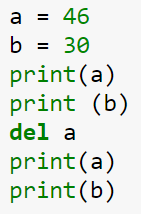 a = 46
b = 30
print(a)
print (b)
del a
print(a)
print(b)